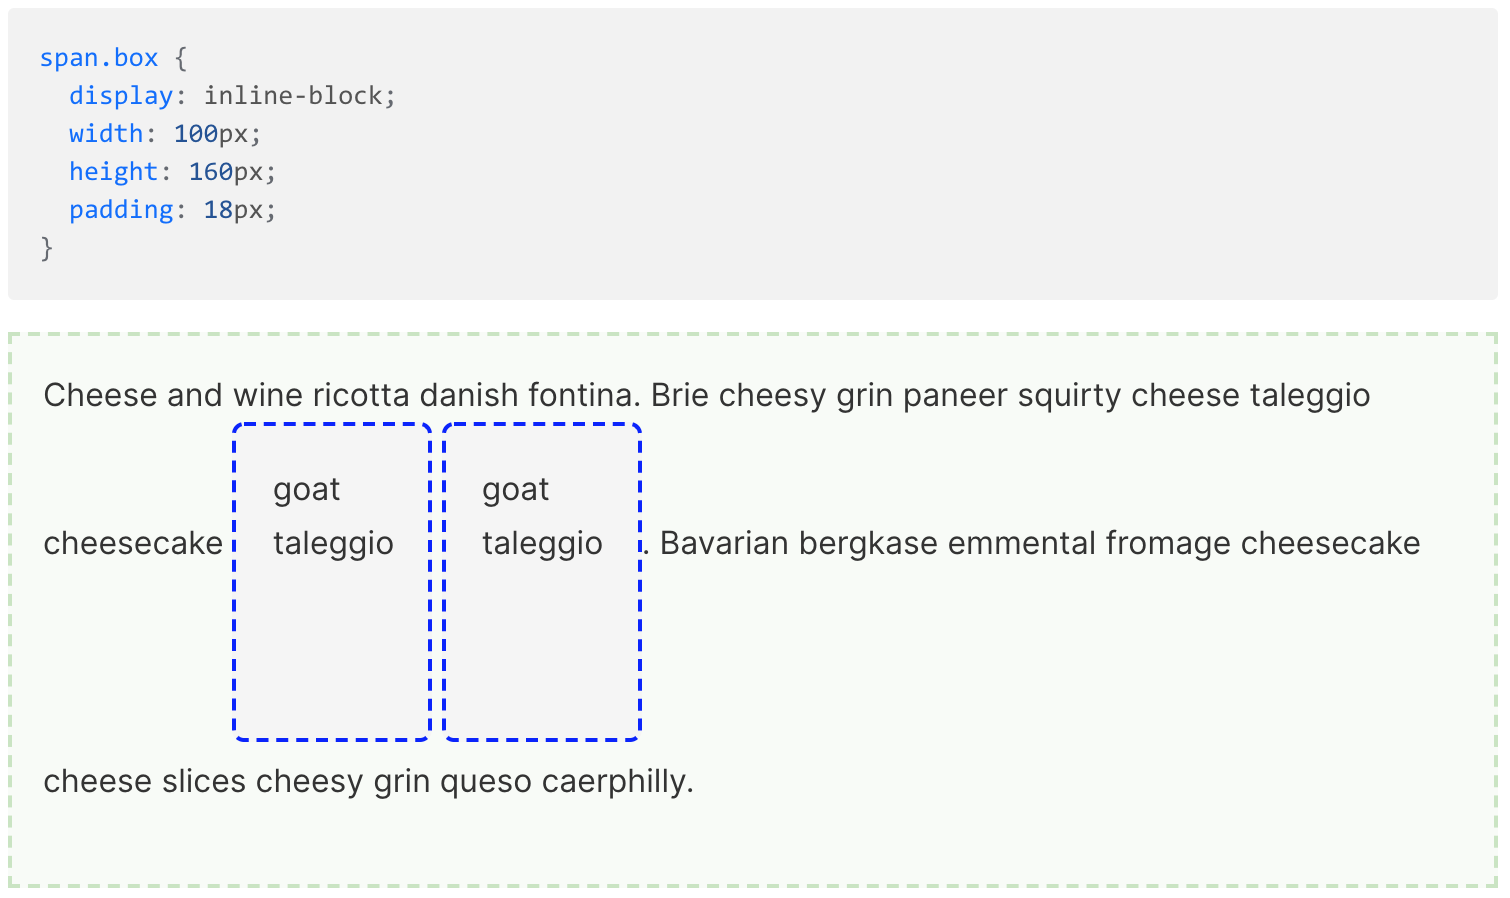 span.box {
  display: inline-block;
  width: 100px;
  height: 160px;
  padding: 18px;
}
Cheese and wine ricotta danish fontina. Brie cheesy grin paneer squirty cheese taleggio
goat goat
cheesecake taleggio taleggio . Bavarian bergkase emmental fromage cheesecake
cheese slices cheesy grin queso caerphilly.